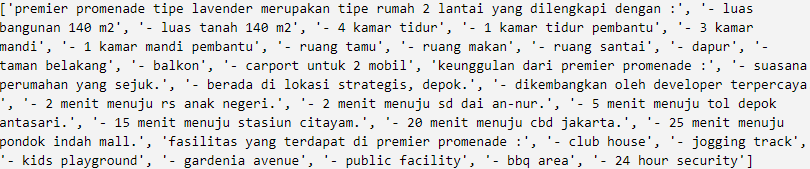 ['premier promenade tipe lavender merupakan tipe rumah 2 lantai yang dilengkapi dengan :', '- luas
bangunan 140 m2', '- luas tanah 140 m2', '- 4 kamar tidur', '- 1 kamar tidur pembantu', '- 3 kamar
mandi', '- 1 kamar mandi pembantu', '- ruang tamu', '- ruang makan', '- ruang santai', '- dapur', '-
taman belakang', '- balkon', '- carport untuk 2 mobil', 'keunggulan dari premier promenade :', '- suasana
perumahan yang sejuk.', '- berada di lokasi strategis, depok.', '- dikembangkan oleh developer terpercaya
', '- 2 menit menuju rs anak negeri.', '- 2 menit menuju sd dai an-nur.', '- 5 menit menuju tol depok
antasari.', '- 15 menit menuju stasiun citayam.', '- 20 menit menuju cbd jakarta.', '- 25 menit menuju
pondok indah mall.', 'fasilitas yang terdapat di premier promenade :', '- club house', '- jogging track',
'- kids playground', '- gardenia avenue', '- public facility', '- bbq area', '- 24 hour security']